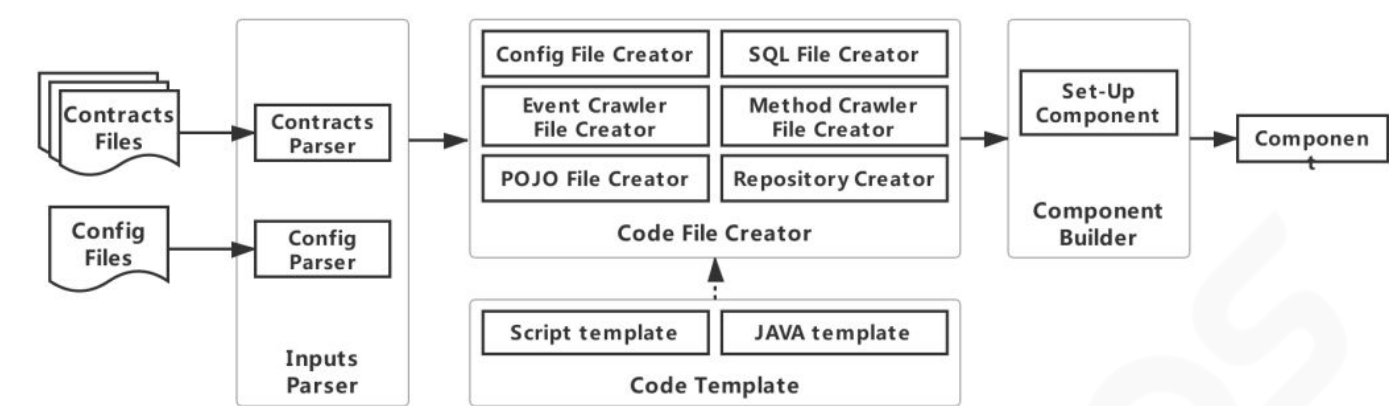 Contracts
Files
Config
Files
Contracts
Parser
Config
Parser
Inputs
Parser
Config File Creator
SQL File Creator
Event Crawler
File Creator
Method Crawler
File Creator
POJO File Creator
Repository Creator
Code File Creator
Script template
JAVA template
Code Template
Set-Up
Component
Component
Builder
Componen
t